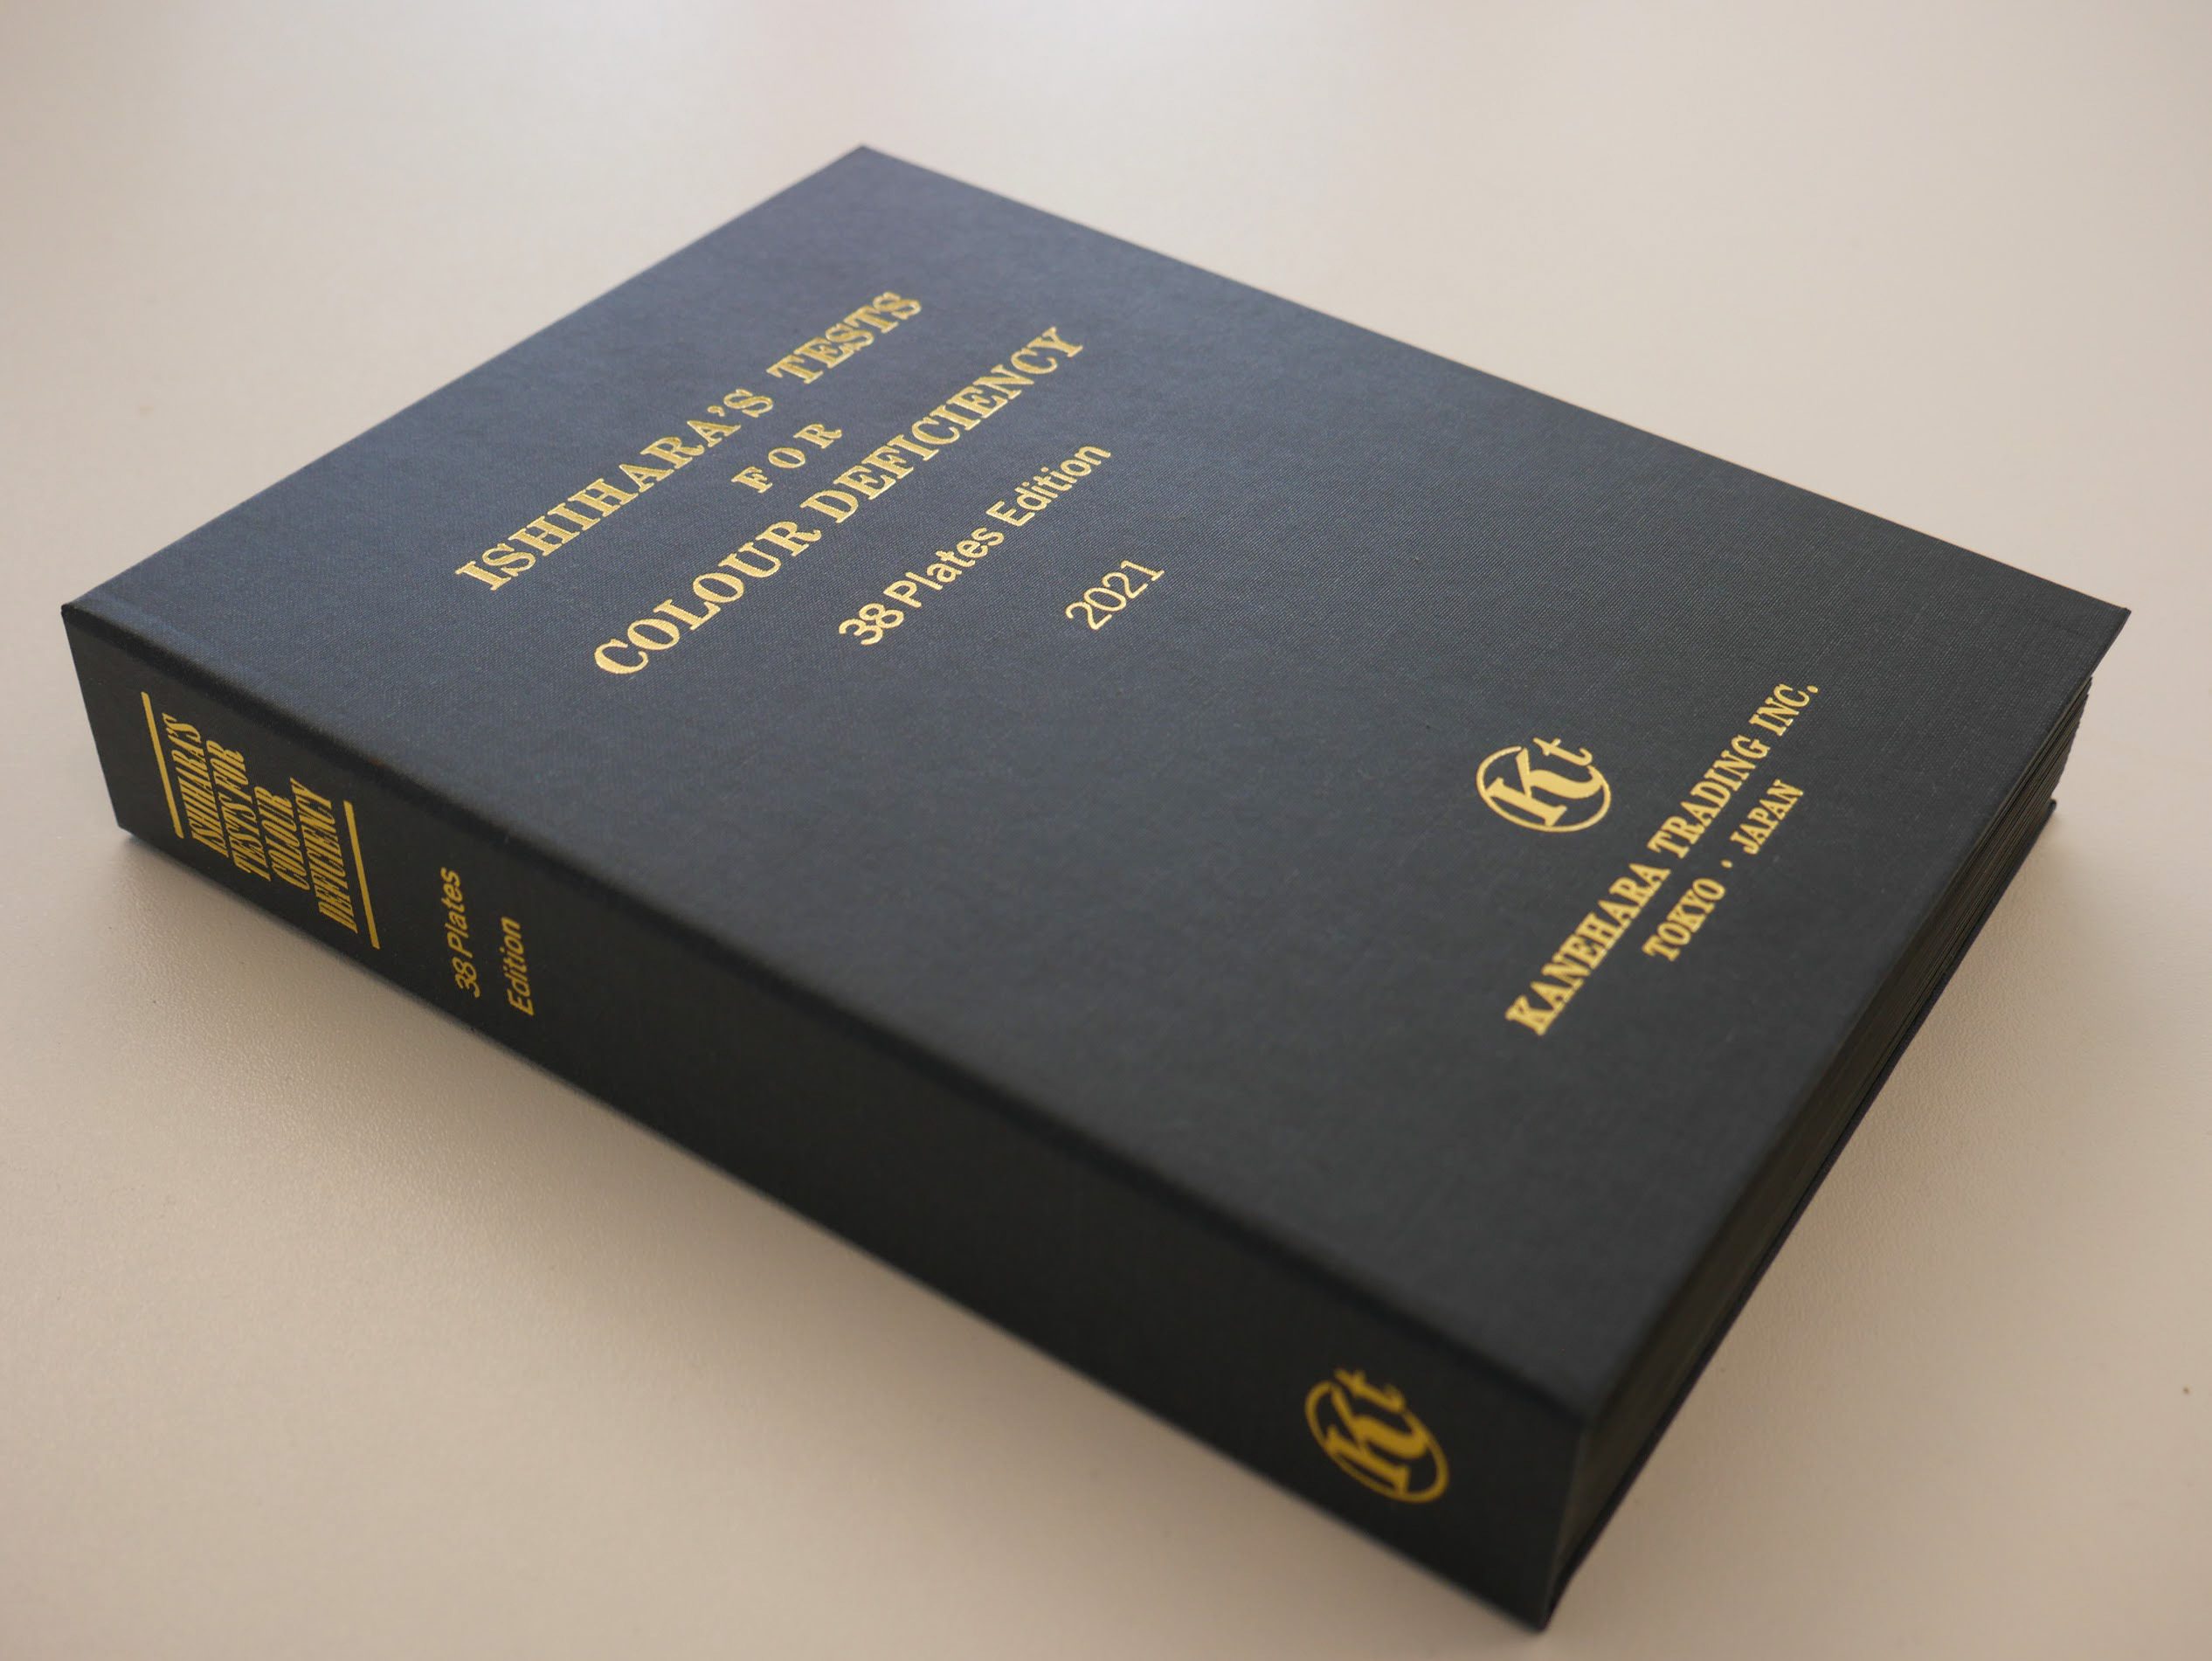 ISHIHARA'S TESTS
FOR
COLOUR DEFICIENCY
38 Plates Edition
2021
Kt
KANEHARA TRADING INC.
TOKYO · JAPAN
ISHIHARA'S
TESTS FOR
COLOUR
DEFICIENCY
38 Plates
Edition
Kt